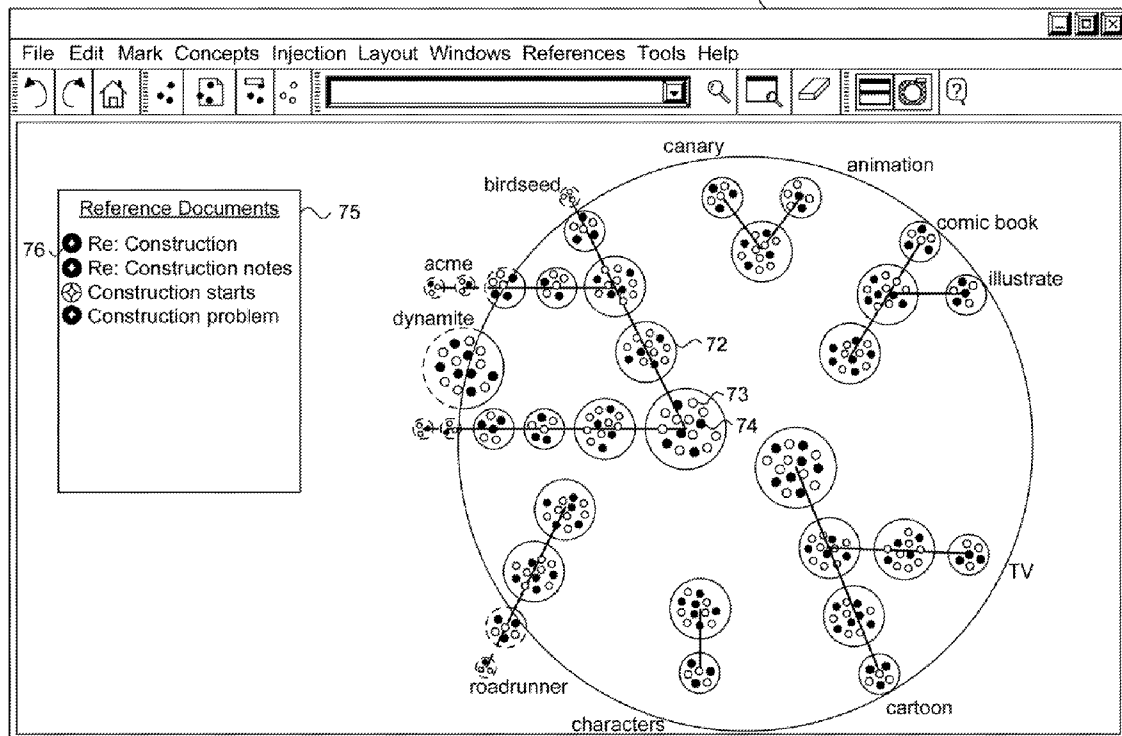 File Edit Mark Concepts Injection Layout Windows References Tools Help
?
canary
animation
birdseed
Reference Documents
75
comic book
76
Re: Construction
Re: Construction notes
acme
illustrate
Construction starts
Construction problem
dynamite
72
73
74
TV
roadrunner
cartoon
characters